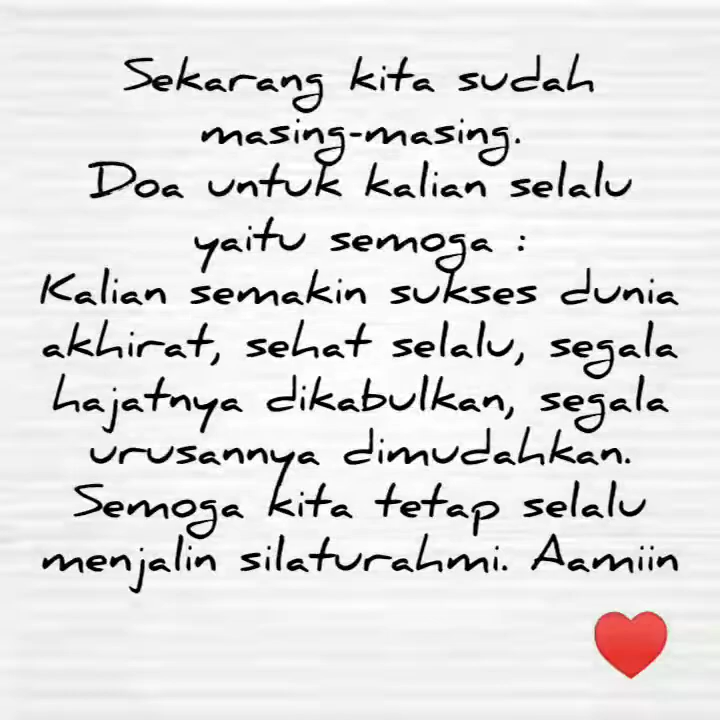 Sekarang kita sudah
masing-masing.
Doa untuk kalian selalu
yaitu semoga :
Kalian semakin sukses dunia
akhirat, sehat selalu, segala
hajatnya dikabulkan, segala
urusannya dimudahkan.
Semoga kita tetap selalu
menjalin silaturahmi. Aamiin